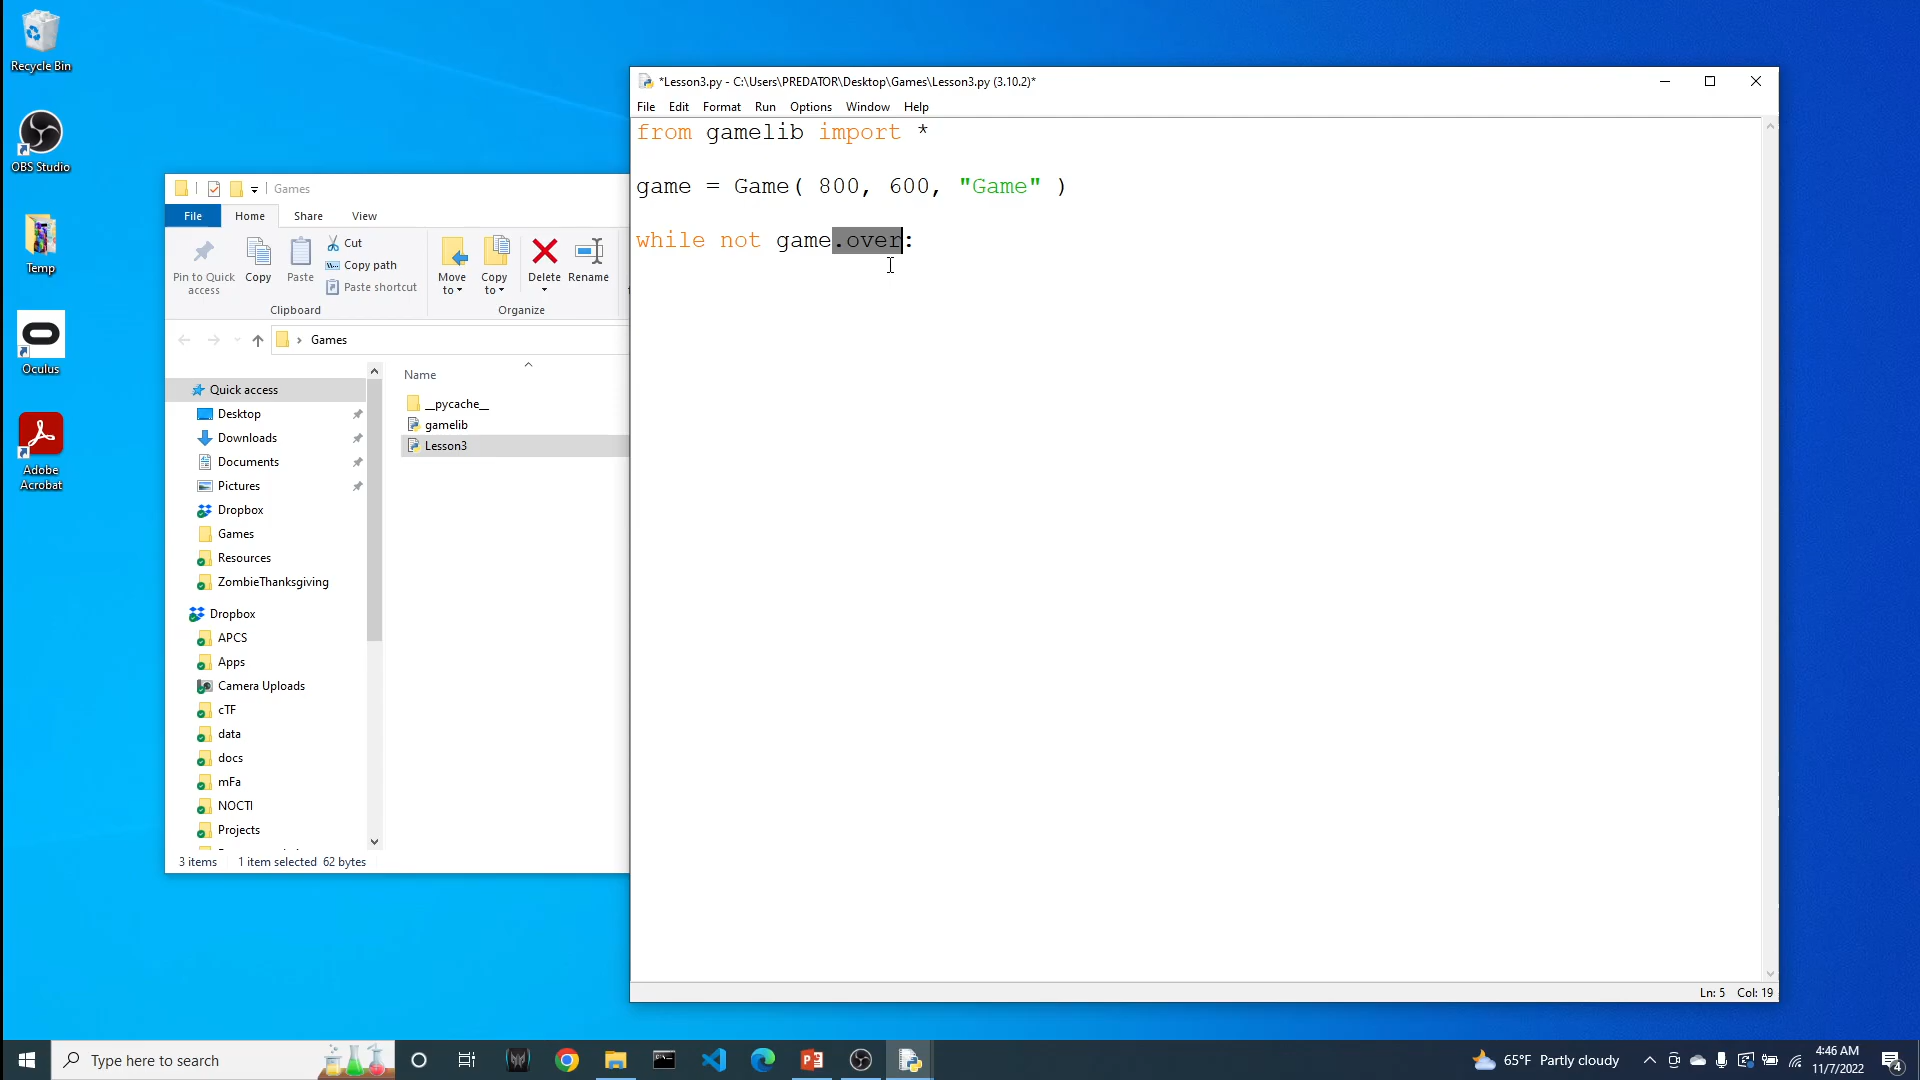 Recycle Bin
OBS Studio
Temp
Oculus
Adobe
Acrobat
Games
File Home Share View
Pin to Quick
access
Copy
Paste
Cut
Copy path
Paste shortcut
Clipboard
Move
to
Copy
to
Delete
Rename
Organize
Games
Quick access
Desktop
Downloads
Documents
Pictures
Dropbox
Games
Resources
ZombieThanksgiving
Dropbox
APCS
Apps
Camera Uploads
cTF
data
docs
mFa
NOCTI
Projects
Name
__pycache__
gamelib
Lesson3
3 items 1 item selected 62 bytes
*Lesson3.py - C:\Users\PREDATOR\Desktop\Games\Lesson3.py (3.10.2)*
File Edit Format Run Options Window Help
from gamelib import *
game = Game( 800, 600, "Game" )
while not game.over:
Ln: 5 Col: 19
Type here to search
65°F Partly cloudy
4:46 AM
11/7/2022
4